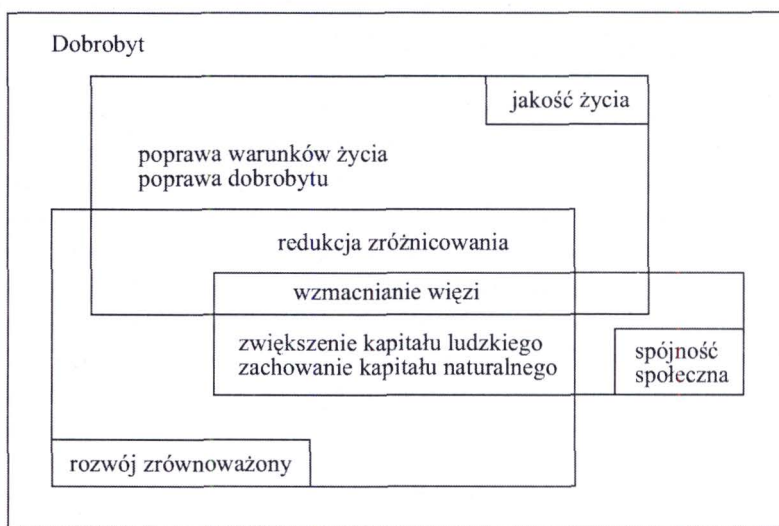 Dobrobyt
jakość życia
poprawa warunków życia
poprawa dobrobytu
redukcja zróżnicowania
wzmacnianie więzi
zwiększenie kapitału ludzkiego
zachowanie kapitału naturalnego
spójność
społeczna
rozwój zrównoważony